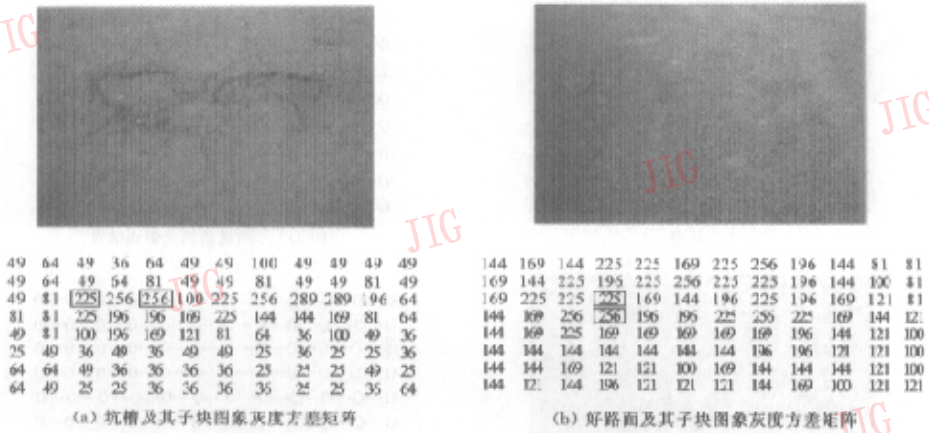 JIG
JIG
JIG
JIG
49 64 49 36 64 49 49 100 49 49 49 49
49 64 49 64 81 49 49 81 49 49 81 49
49 81 225 256 256 100 225 256 289 289 196 64
81 81 225 196 196 169 225 144 144 169 81 64
49 81 100 196 169 121 81 64 36 100 49 36
25 49 36 49 36 49 49 25 36 25 25 36
64 64 49 36 36 36 36 25 25 25 49 25
64 49 25 25 36 36 36 25 25 36 36 64
JIG
(a) 坑槽及其子块图象灰度方差矩阵
144 169 144 225 225 169 225 256 196 144 81 81
169 144 225 196 225 256 225 225 196 144 100 81
169 225 225 225 169 144 196 225 196 169 121 81
144 169 256 256 196 196 225 256 225 169 144 121
144 169 225 169 169 169 169 169 196 144 121 100
144 144 144 144 144 144 144 196 196 121 121 100
144 144 169 121 121 100 169 144 144 144 121 100
144 121 144 196 121 121 121 144 169 100 121 121
(b) 好路面及其子块图象灰度方差矩阵
JIG